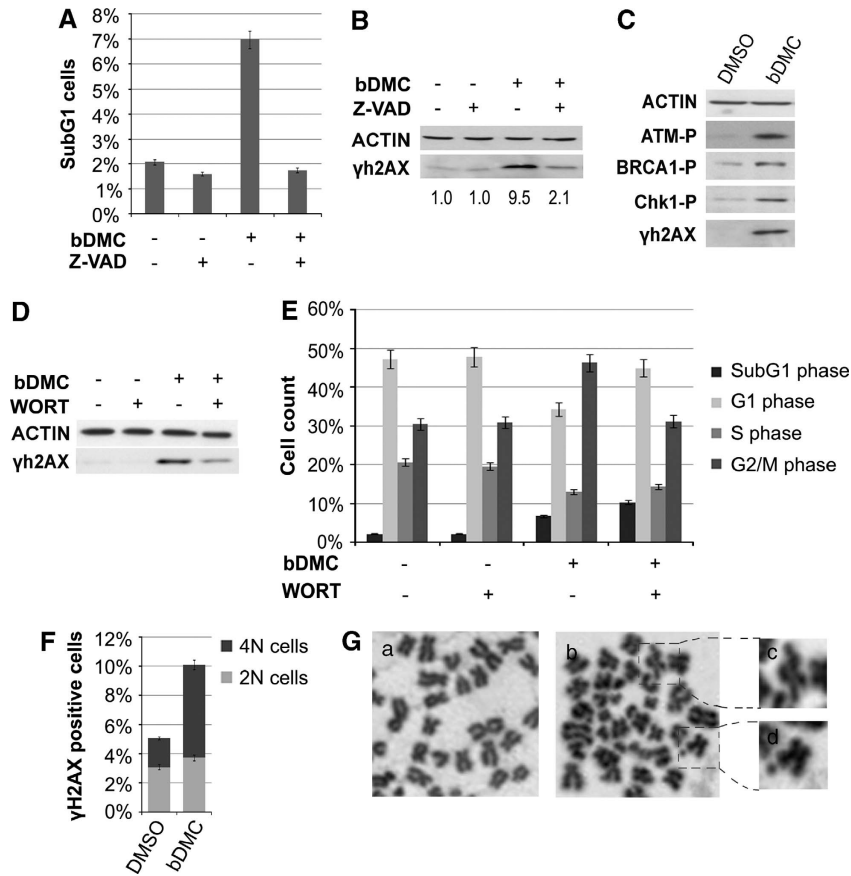 A
8%
7%
6%
5%
4%
3%
2%
1%
0%
SubG1 cells
bDMC - - + +
Z-VAD - + - +
B
bDMC - - + +
Z-VAD - + - +
ACTIN
γh2AX
1.0 1.0 9.5 2.1
C
DMSO bDMC
ACTIN
ATM-P
BRCA1-P
Chk1-P
γh2AX
D
bDMC - - + +
WORT - + - +
ACTIN
γh2AX
E
60%
50%
40%
30%
20%
10%
0%
Cell count
bDMC - - + +
WORT - + - +
SubG1 phase
G1 phase
S phase
G2/M phase
F
12%
10%
8%
6%
4%
2%
0%
γH2AX positive cells
DMSO bDMC
4N cells
2N cells
G
a
b
c
d